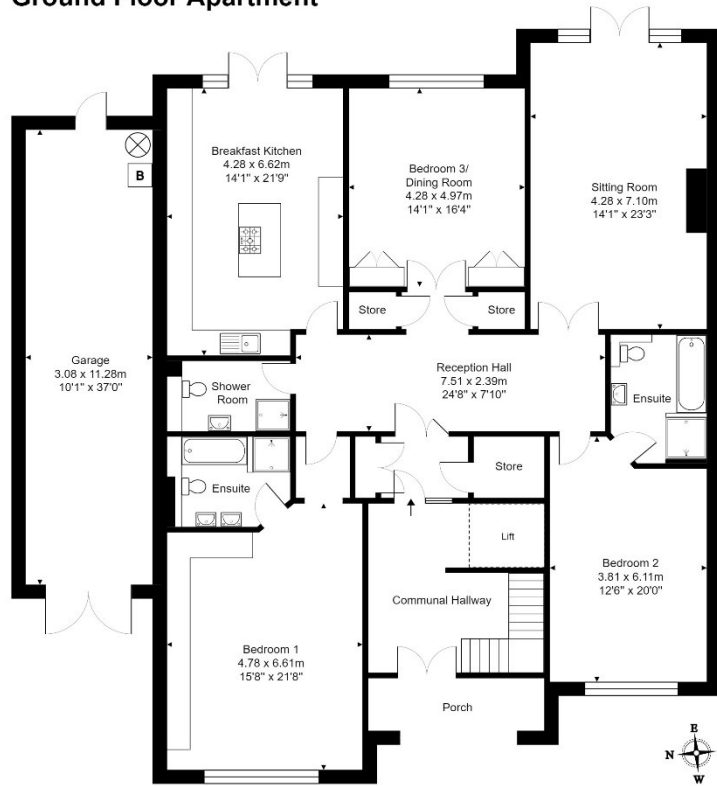 Ground Floor Apartment
Breakfast Kitchen
4.28 x 6.62m
14'1" x 21'9"
Bedroom 3/
Dining Room
4.28 x 4.97m
14'1" x 16'4"
Sitting Room
4.28 x 7.10m
14'1" x 23'3"
B
Store
Store
Garage
3.08 x 11.28m
10'1" x 37'0"
Reception Hall
7.51 x 2.39m
24'8" x 7'10"
Shower
Room
Ensuite
Ensuite
Store
Lift
Bedroom 2
3.81 x 6.11m
12'6" x 20'0"
Communal Hallway
Bedroom 1
4.78 x 6.61m
15'8" x 21'8"
Porch
E
N
S
W